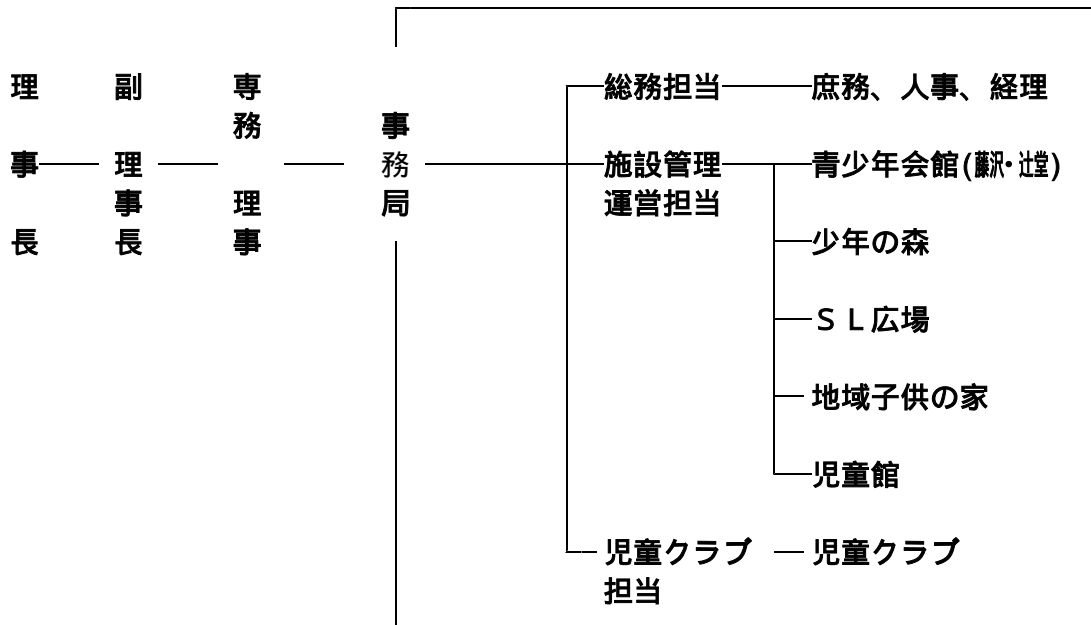 理事長
副理事長
専務理事
事務局
総務担当
庶務、人事、経理
施設管理
運営担当
青少年会館(藤沢・辻堂)
少年の森
ＳＬ広場
地域子供の家
児童館
児童クラブ
担当
児童クラブ